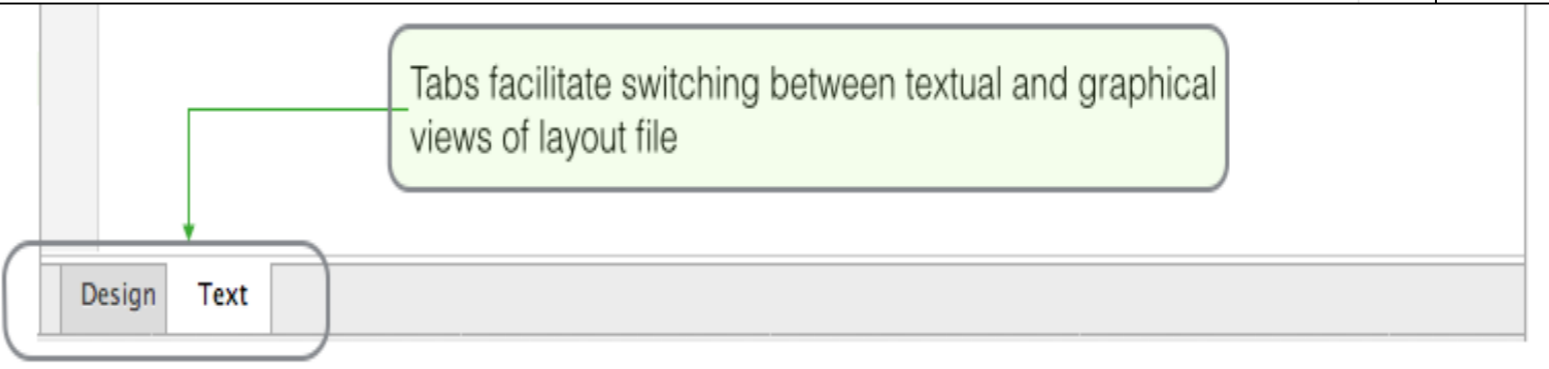 Tabs facilitate switching between textual and graphical
views of layout file
Design Text